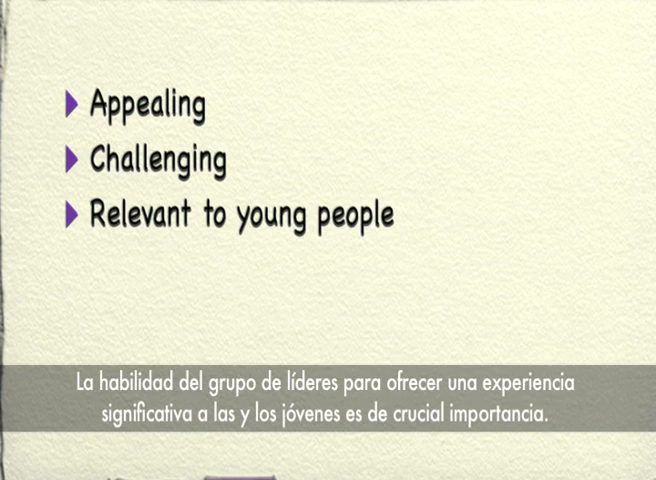 Appealing
Challenging
Relevant to young people
La habilidad del grupo de líderes para ofrecer una experiencia
significativa a las y los jóvenes es de crucial importancia.